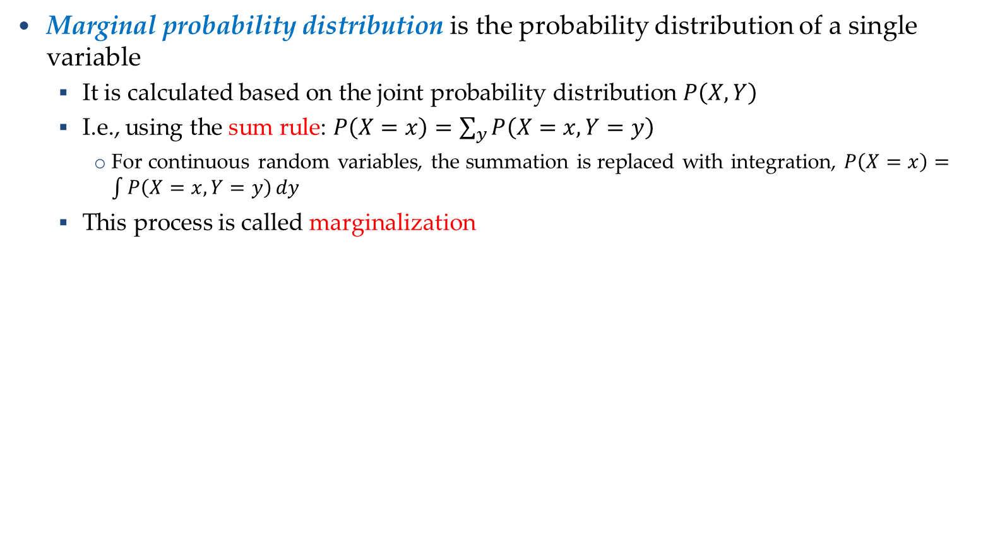 • Marginal probability distribution is the probability distribution of a single
variable
▪ It is calculated based on the joint probability distribution P(X, Y)
▪ I.e., using the sum rule: P(X = x) = ∑_y P(X = x, Y = y)
○ For continuous random variables, the summation is replaced with integration, P(X = x) =
∫ P(X = x, Y = y) dy
▪ This process is called marginalization